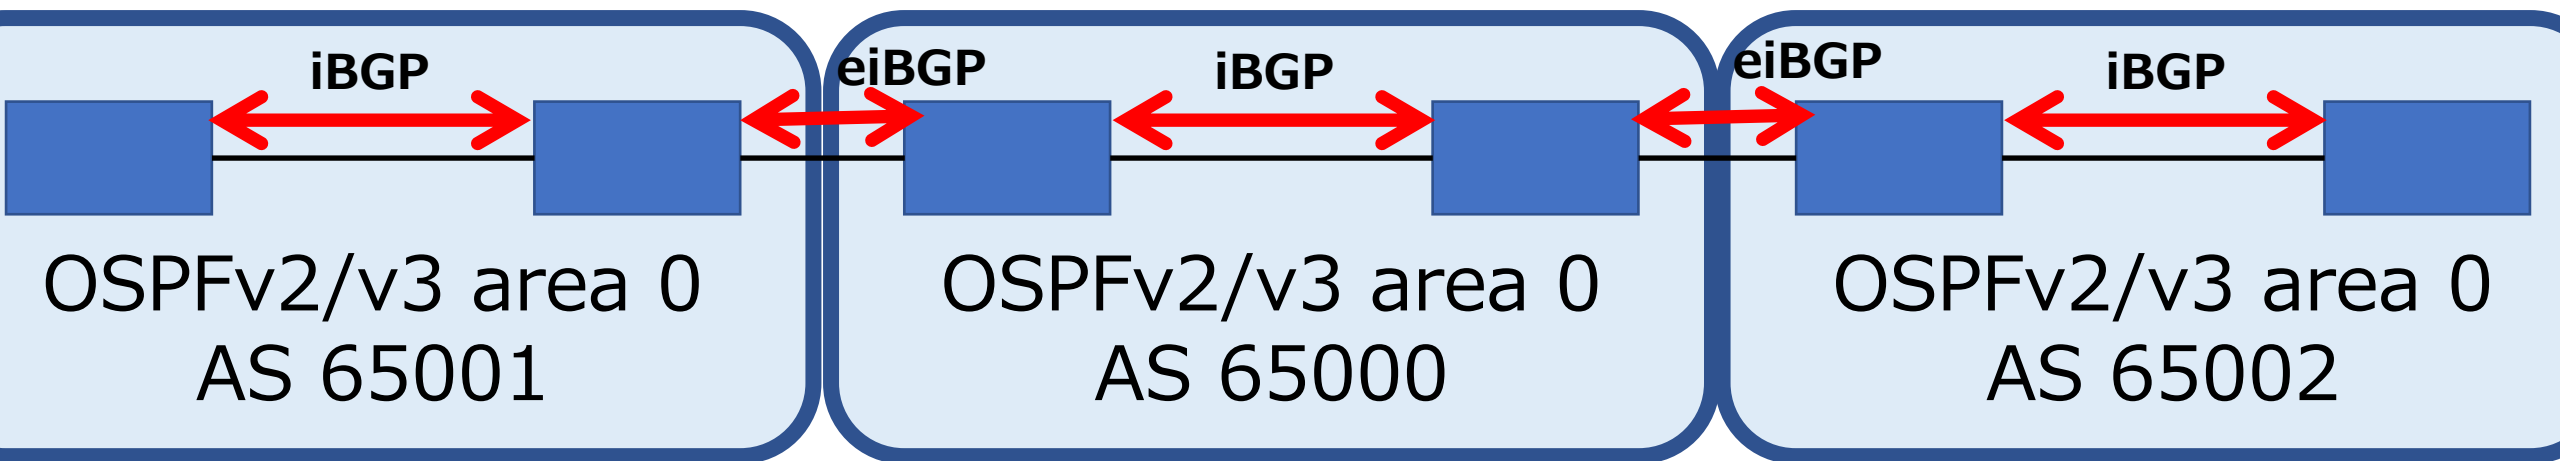 iBGP
eiBGP
iBGP
eiBGP
iBGP
OSPFv2/v3 area 0
AS 65001
OSPFv2/v3 area 0
AS 65000
OSPFv2/v3 area 0
AS 65002